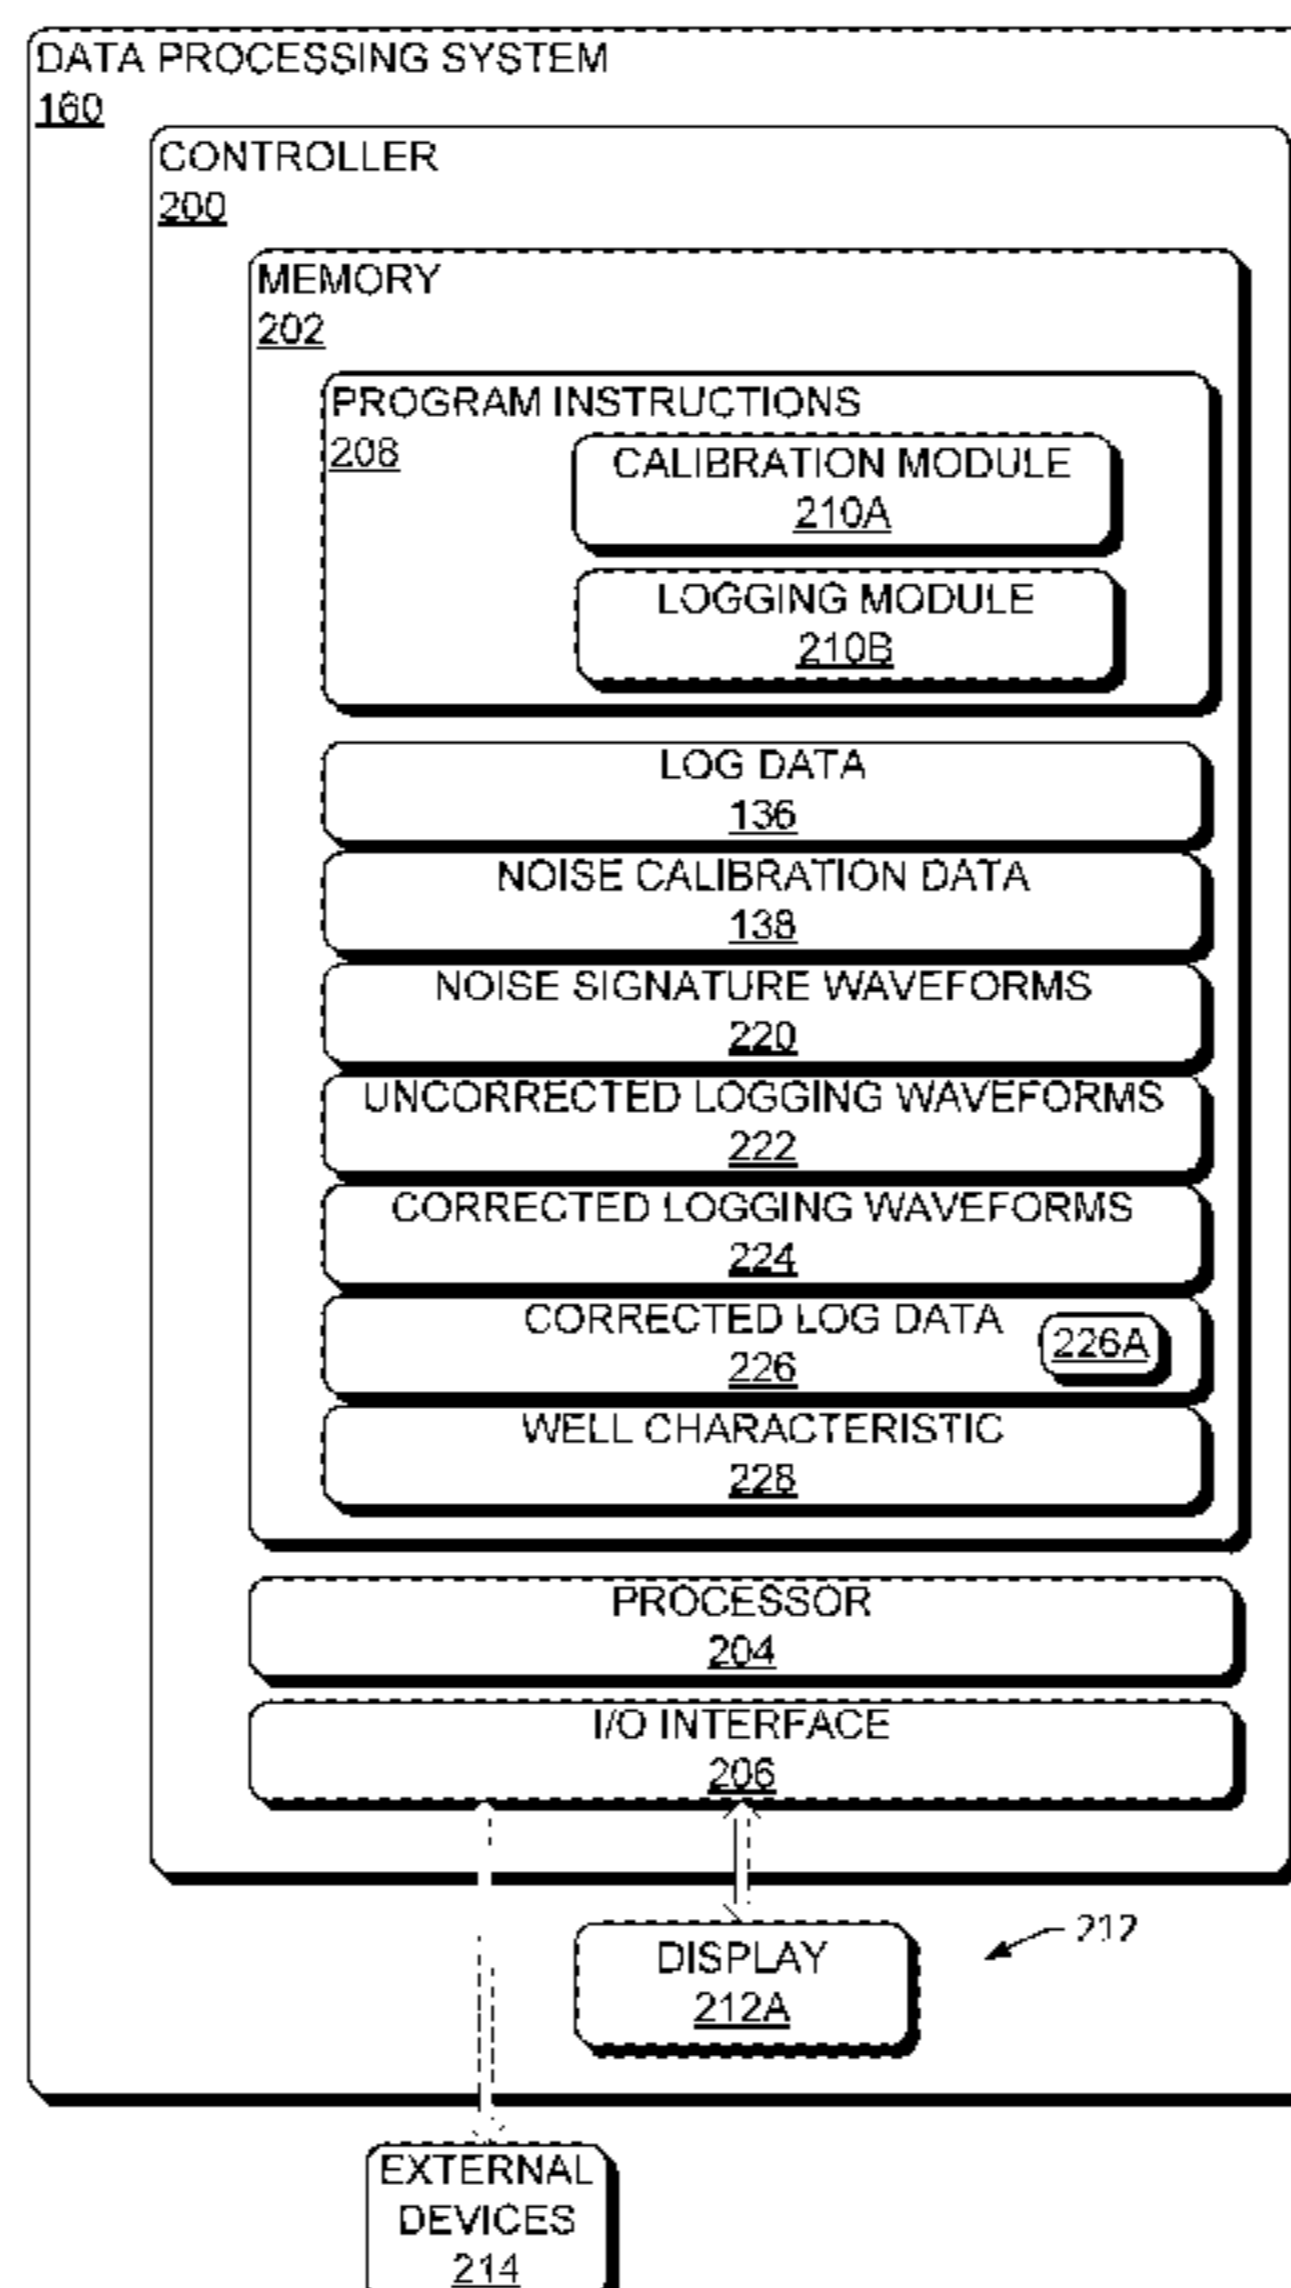 DATA PROCESSING SYSTEM
160
CONTROLLER
200
MEMORY
202
PROGRAM INSTRUCTIONS
208
CALIBRATION MODULE
210A
LOGGING MODULE
210B
LOG DATA
136
NOISE CALIBRATION DATA
138
NOISE SIGNATURE WAVEFORMS
220
UNCORRECTED LOGGING WAVEFORMS
222
CORRECTED LOGGING WAVEFORMS
224
CORRECTED LOG DATA
226
226A
WELL CHARACTERISTIC
228
PROCESSOR
204
I/O INTERFACE
206
212
DISPLAY
212A
EXTERNAL
DEVICES
214